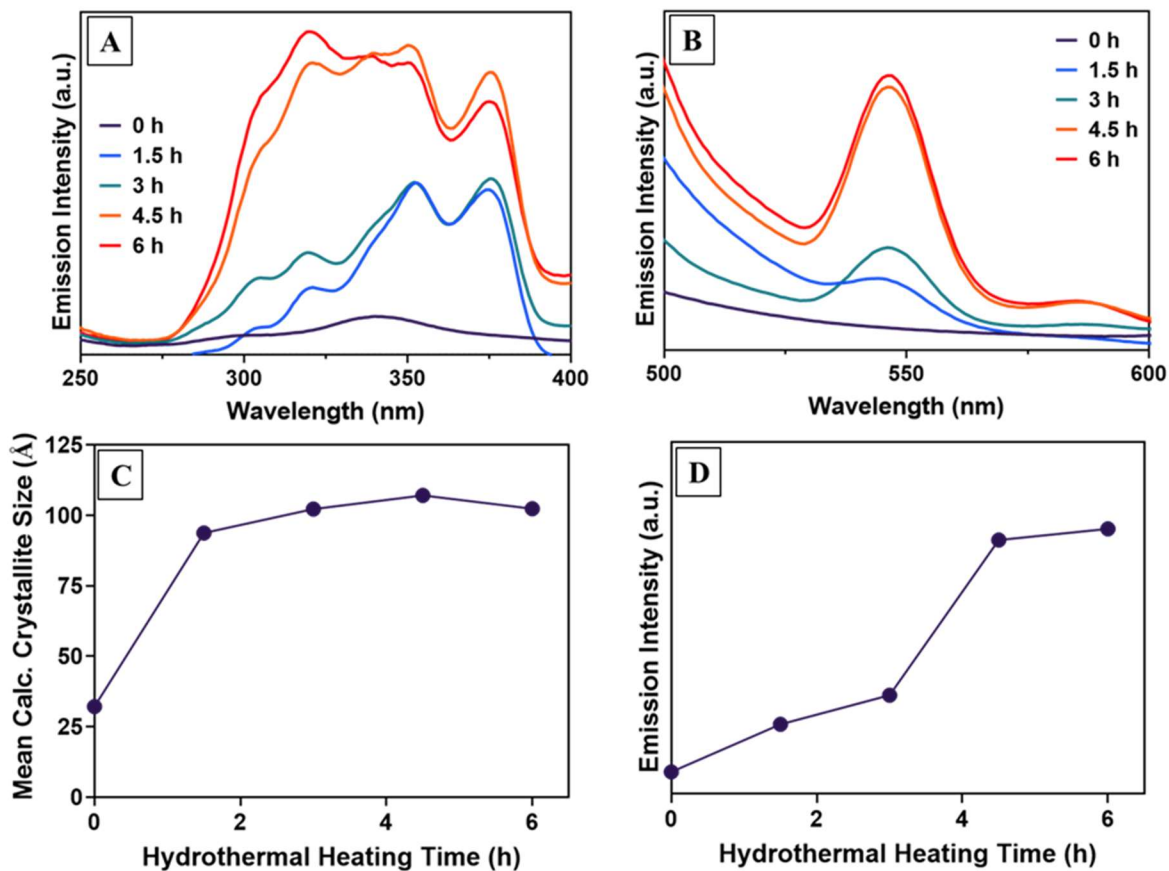 A
Emission Intensity (a.u.)
0 h
1.5 h
3 h
4.5 h
6 h
250
300
350
400
Wavelength (nm)
B
Emission Intensity (a.u.)
0 h
1.5 h
3 h
4.5 h
6 h
500
550
600
Wavelength (nm)
C
Mean Calc. Crystallite Size (Å)
125
100
75
50
25
0
0
2
4
6
Hydrothermal Heating Time (h)
D
Emission Intensity (a.u.)
0
2
4
6
Hydrothermal Heating Time (h)